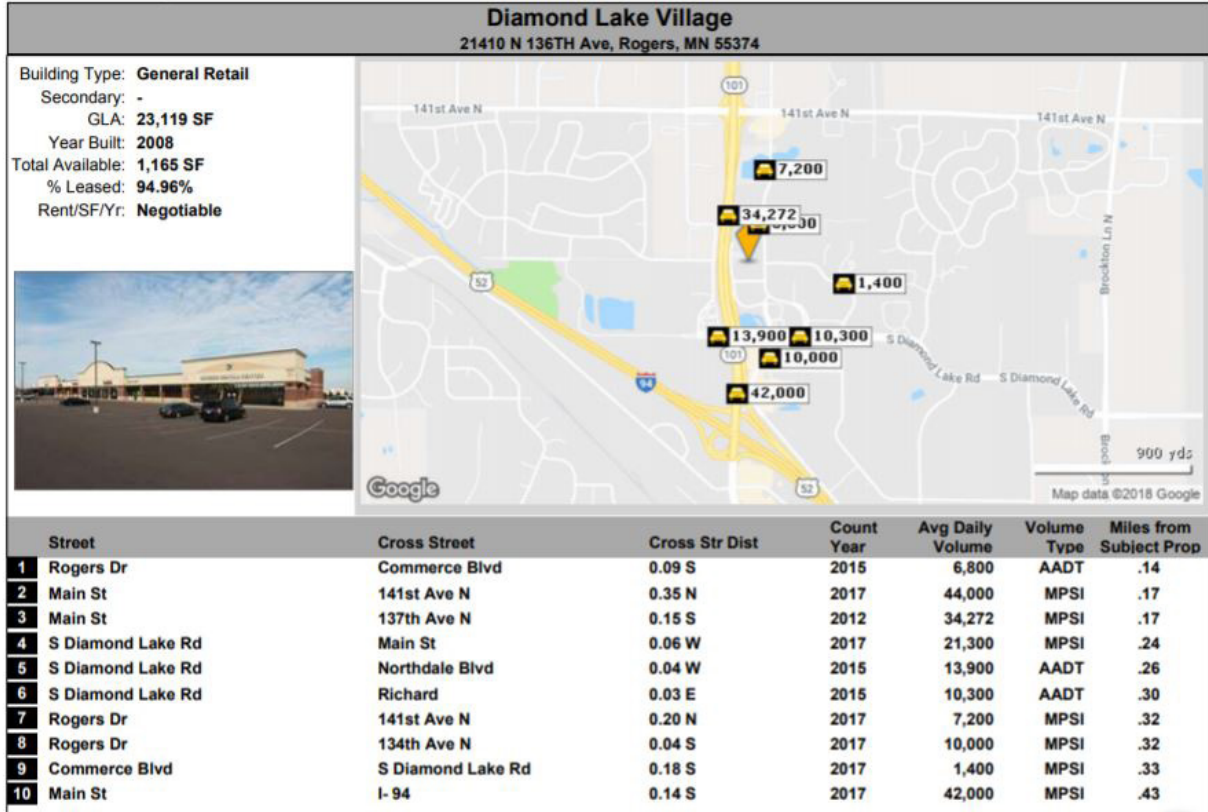 Diamond Lake Village
21410 N 136TH Ave, Rogers, MN 55374
Building Type: General Retail
Secondary: -
GLA: 23,119 SF
Year Built: 2008
Total Available: 1,165 SF
% Leased: 94.96%
Rent/SF/Yr: Negotiable
101
141st Ave N
141st Ave N
141st Ave N
7,200
34,272
Brockton Ln N
52
1,400
13,900
10,300
S Diamond Lake Rd
101
10,000
S Diamond Lake Rd
94
42,000
900 yds
52
Google
Map data ©2018 Google
Street Cross Street Cross Str Dist Count Year Avg Daily Volume Volume Type Miles from Subject Prop
1 Rogers Dr Commerce Blvd 0.09 S 2015 6,800 AADT .14
2 Main St 141st Ave N 0.35 N 2017 44,000 MPSI .17
3 Main St 137th Ave N 0.15 S 2012 34,272 MPSI .17
4 S Diamond Lake Rd Main St 0.06 W 2017 21,300 MPSI .24
5 S Diamond Lake Rd Northdale Blvd 0.04 W 2015 13,900 AADT .26
6 S Diamond Lake Rd Richard 0.03 E 2015 10,300 AADT .30
7 Rogers Dr 141st Ave N 0.20 N 2017 7,200 MPSI .32
8 Rogers Dr 134th Ave N 0.04 S 2017 10,000 MPSI .32
9 Commerce Blvd S Diamond Lake Rd 0.18 S 2017 1,400 MPSI .33
10 Main St I- 94 0.14 S 2017 42,000 MPSI .43